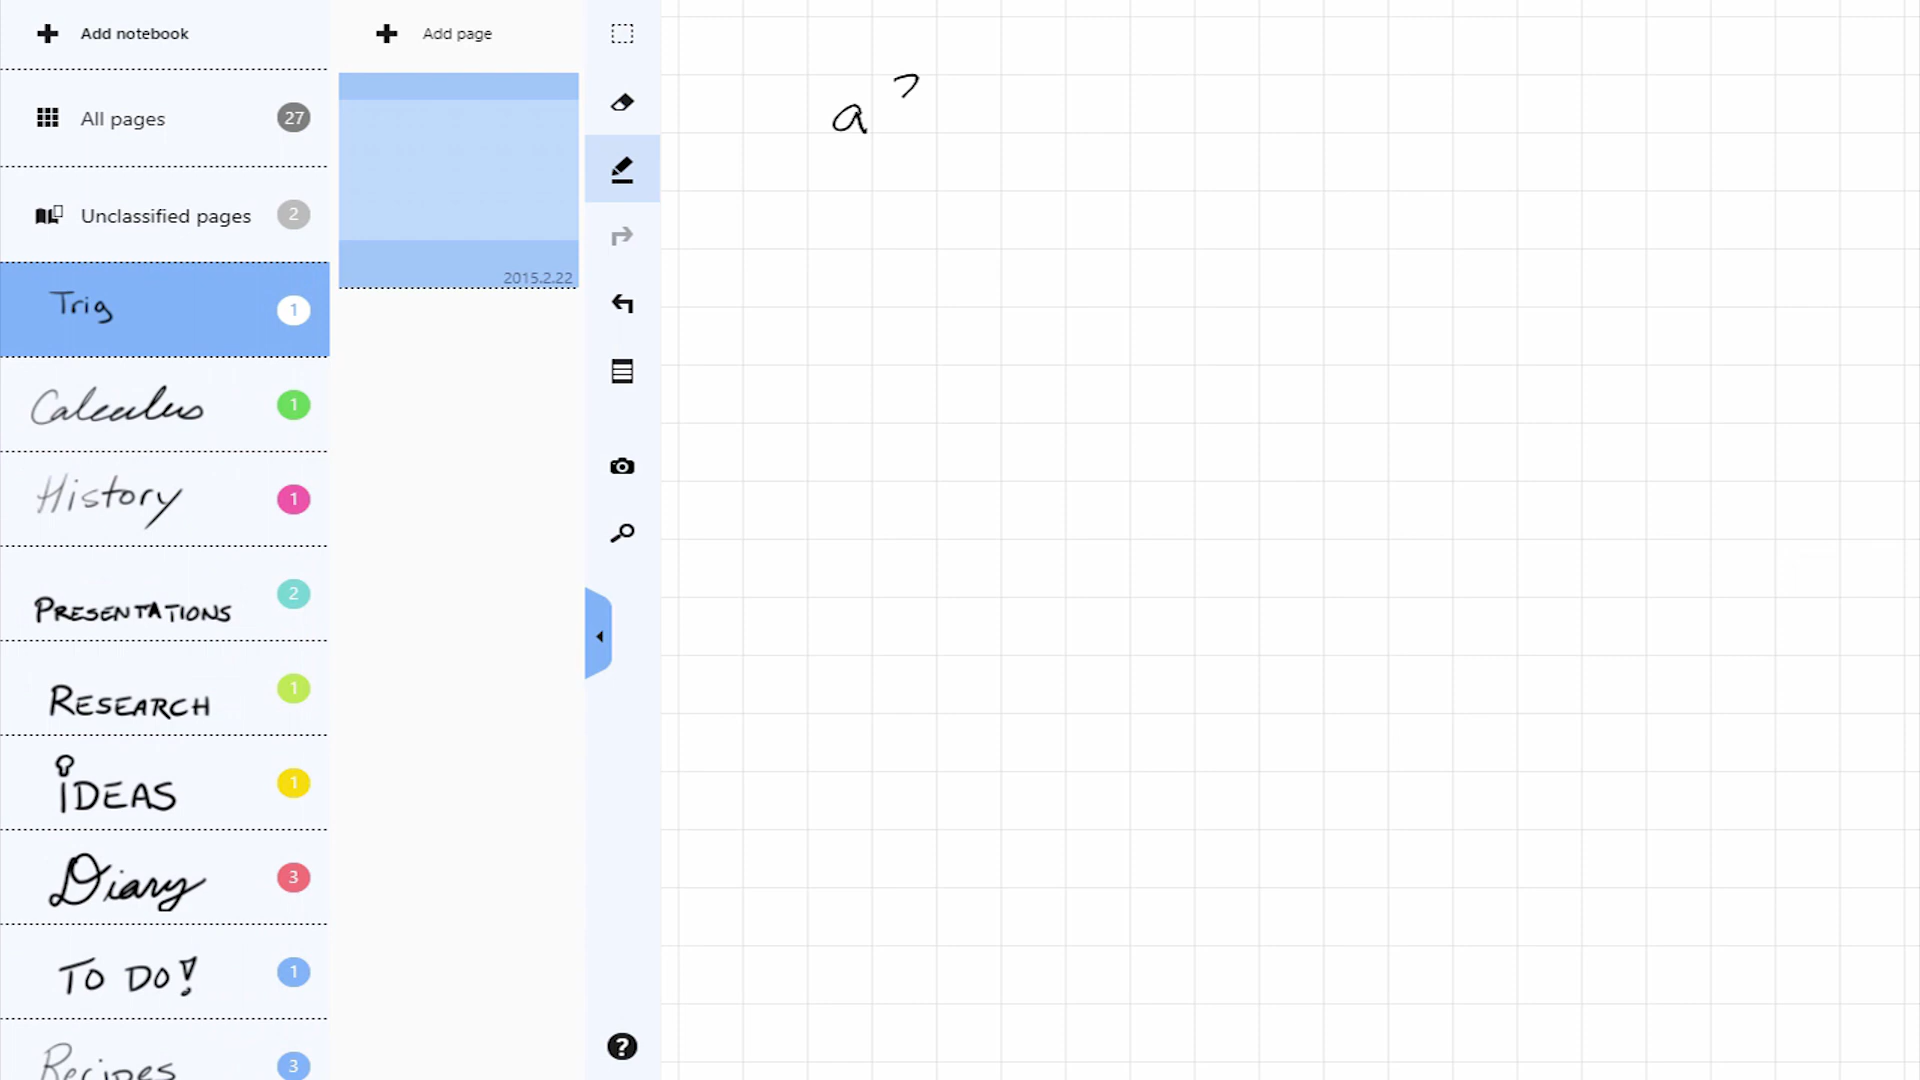 Add notebook
Add page
All pages 27
Unclassified pages 2
2015.2.22
Trig 1
Calculus 1
History 1
PRESENTATIONS 2
RESEARCH 1
IDEAS 1
Diary 3
TO DO! 1
Recipes 3
a
?